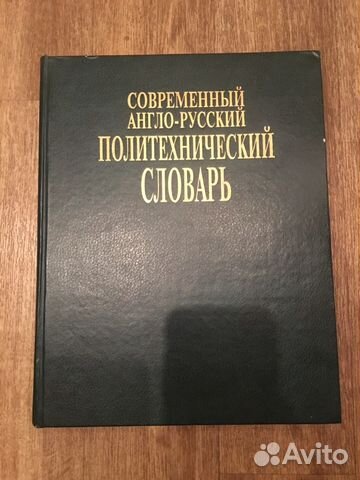 СОВРЕМЕННЫЙ
АНГЛО-РУССКИЙ
ПОЛИТЕХНИЧЕСКИЙ
СЛОВАРЬ
Avito